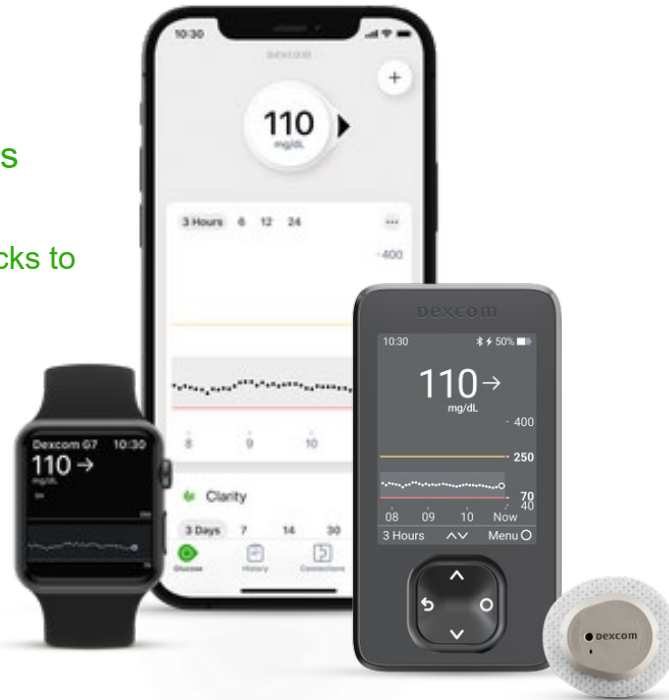 s
cks to
10:30
Dexcom
110
mg/dL
3 Hours 6 12 24
400
8 9 10
Clarity
3 Days 7 14 30
Glucose History Connections
Dexcom G7 10:30
110
mg/dL
Dexcom
10:30 50%
110
mg/dL
400
250
70
40
08 09 10 Now
3 Hours Menu
Dexcom